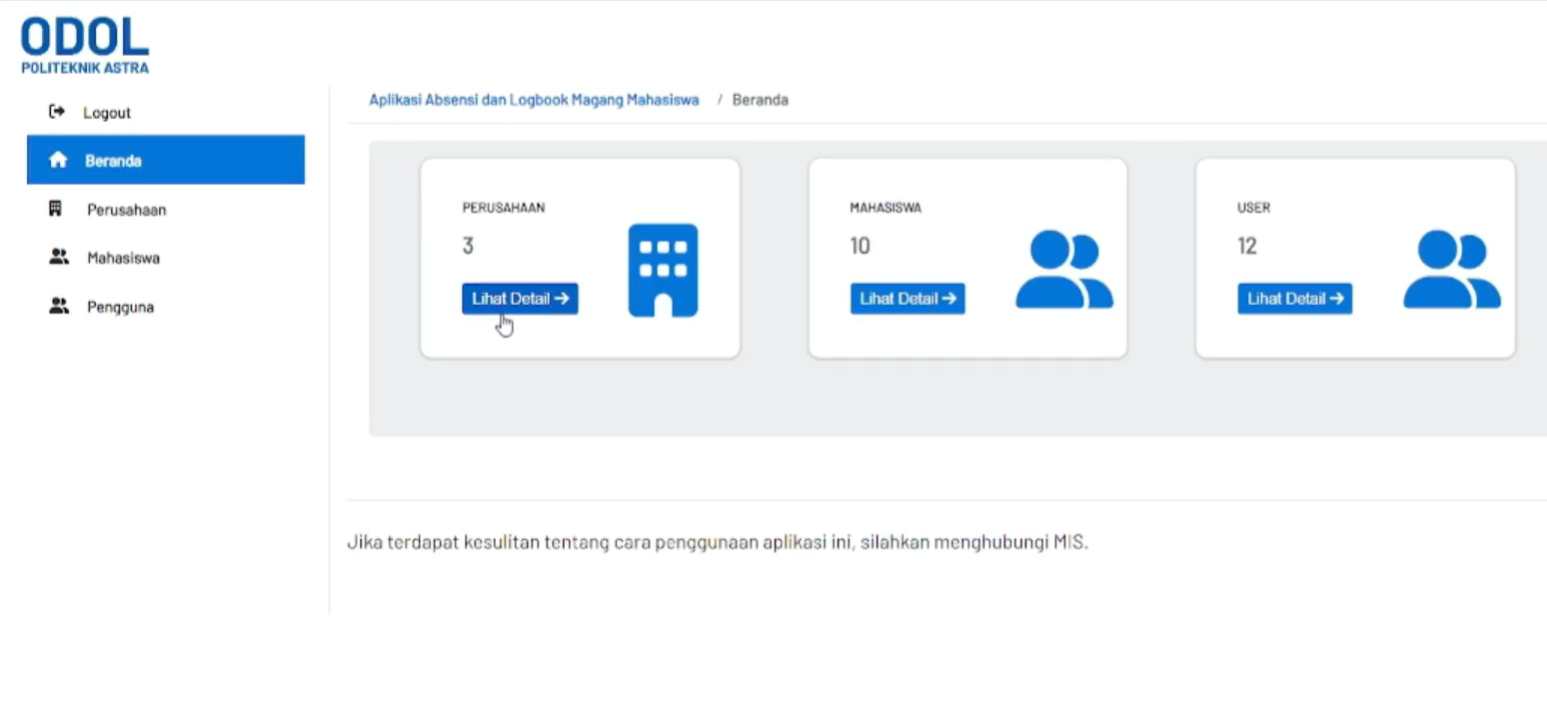 ODOL
POLITEKNIK ASTRA
Logout
Beranda
Perusahaan
Mahasiswa
Pengguna
Aplikasi Absensi dan Logbook Magang Mahasiswa / Beranda
PERUSAHAAN
3
Lihat Detail →
MAHASISWA
10
Lihat Detail →
USER
12
Lihat Detail →
Jika terdapat kesulitan tentang cara penggunaan aplikasi ini, silahkan menghubungi MIS.